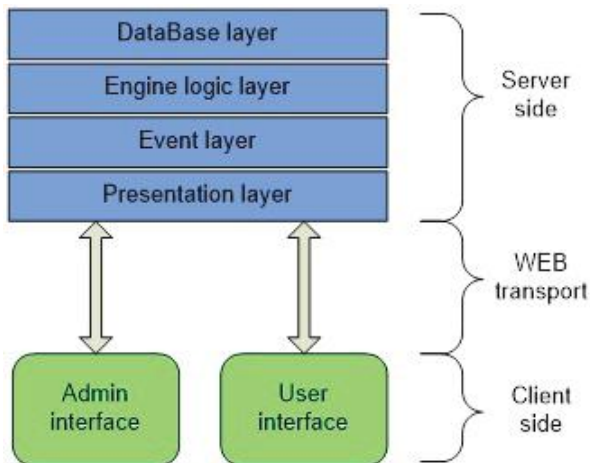 DataBase layer
Engine logic layer
Event layer
Presentation layer
Server
side
WEB
transport
Admin
interface
User
interface
Client
side